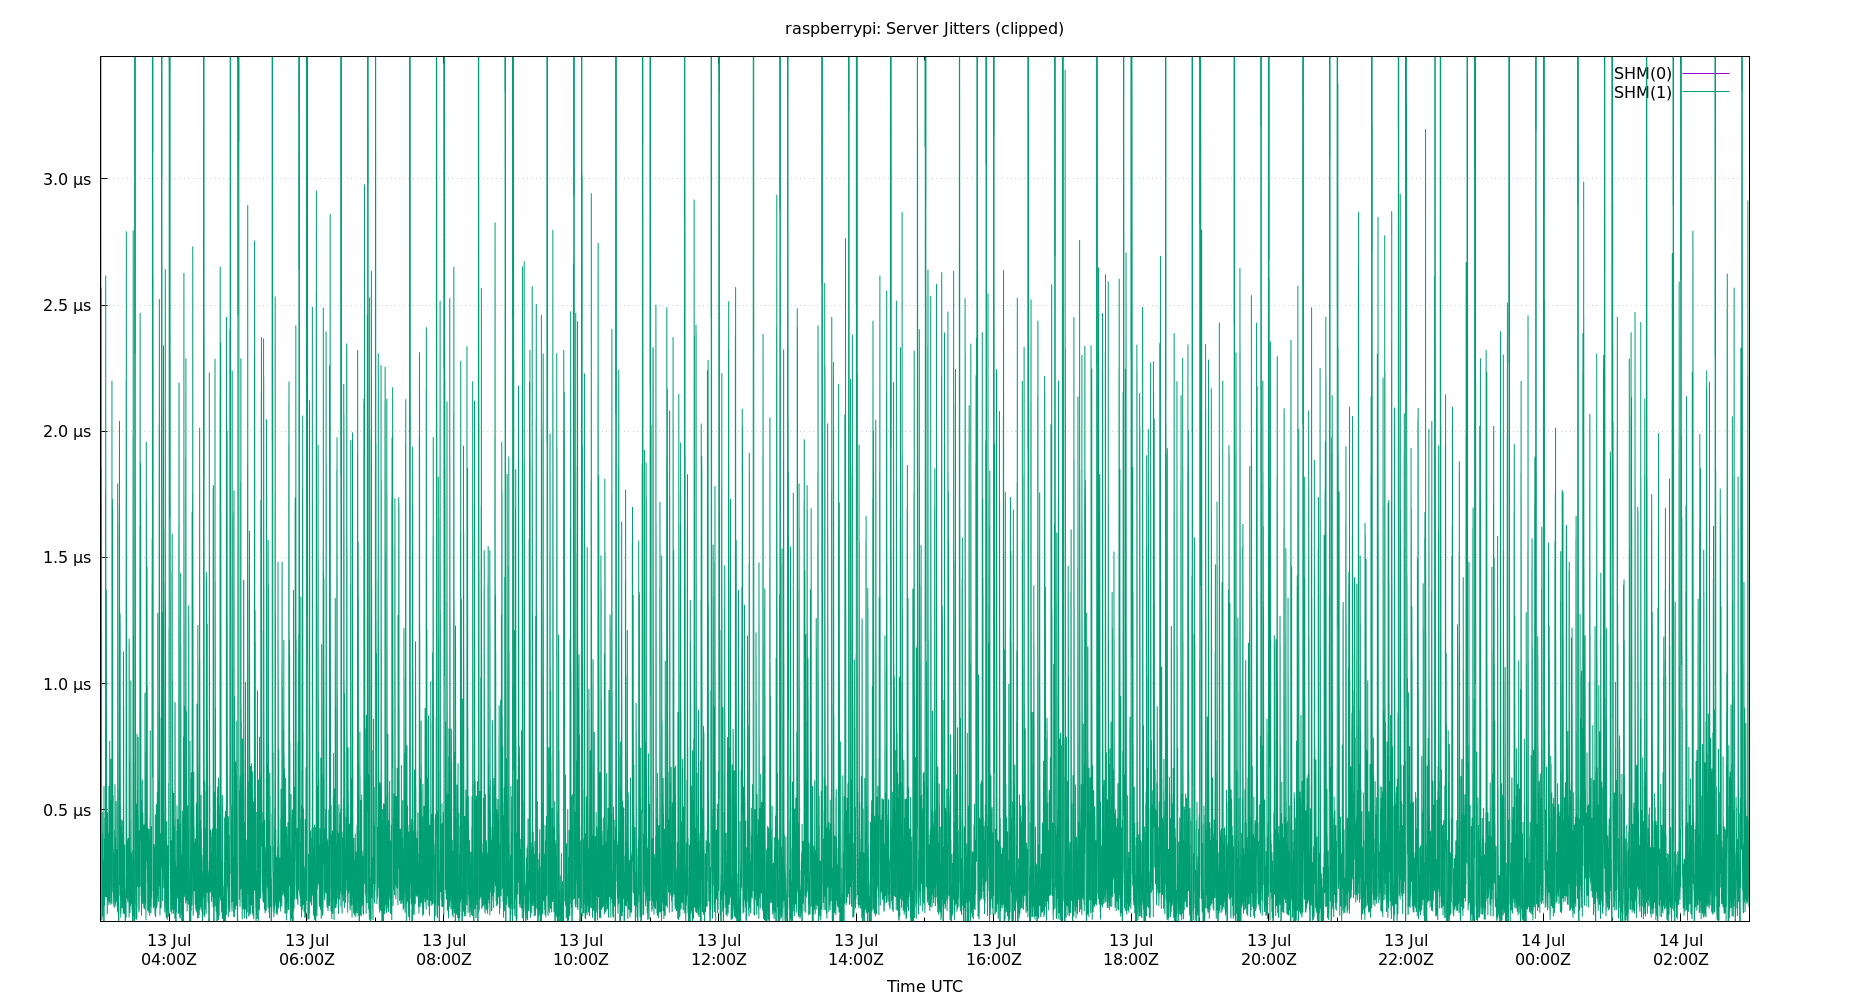 raspberrypi: Server Jitters (clipped)
SHM(0)
SHM(1)
3.0 µs
2.5 µs
2.0 µs
1.5 µs
1.0 µs
0.5 µs
13 Jul 13 Jul 13 Jul 13 Jul 13 Jul 13 Jul 13 Jul 13 Jul 13 Jul 13 Jul 14 Jul 14 Jul
04:00Z 06:00Z 08:00Z 10:00Z 12:00Z 14:00Z 16:00Z 18:00Z 20:00Z 22:00Z 00:00Z 02:00Z
Time UTC